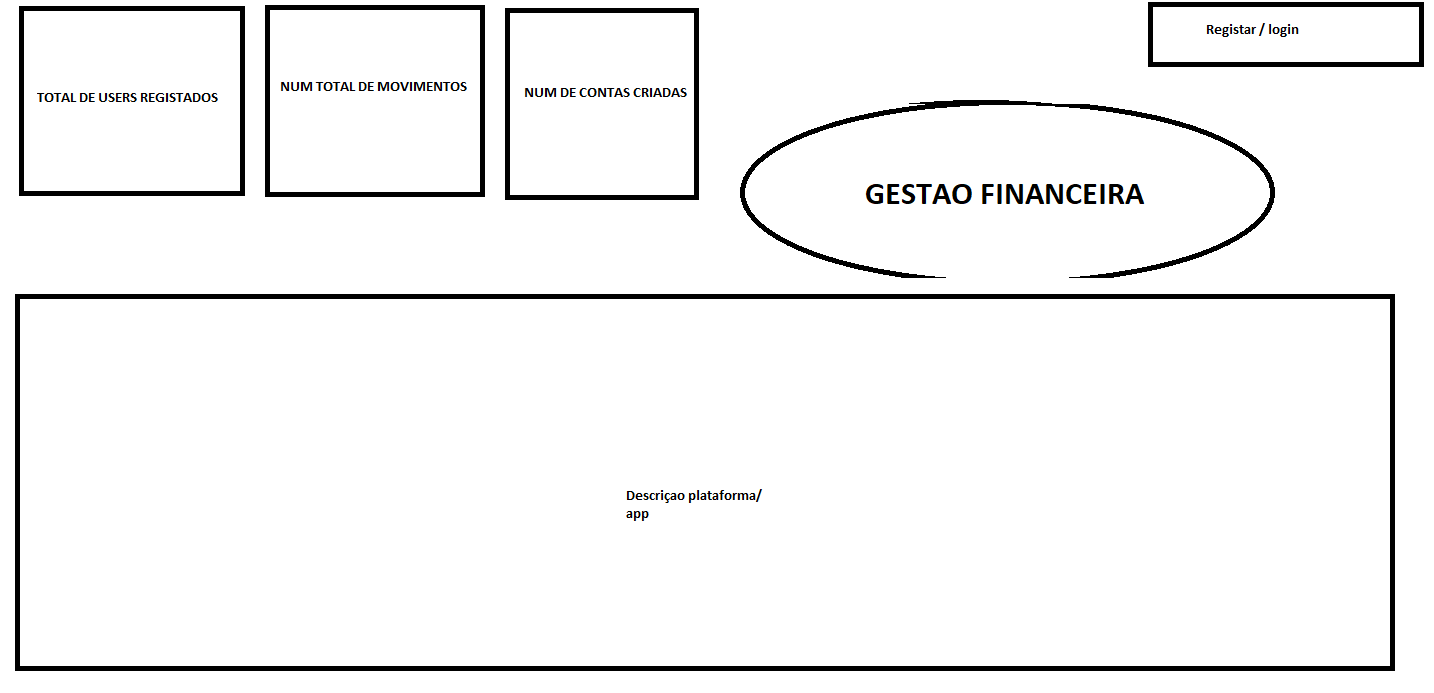 TOTAL DE USERS REGISTADOS
NUM TOTAL DE MOVIMENTOS
NUM DE CONTAS CRIADAS
Registar / login
GESTAO FINANCEIRA
Descriçao plataforma/
app